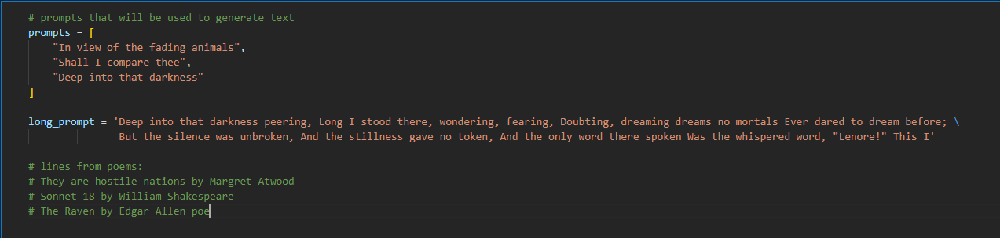 # prompts that will be used to generate text
prompts = [
"In view of the fading animals",
"Shall I compare thee",
"Deep into that darkness"
]
long_prompt = 'Deep into that darkness peering, Long I stood there, wondering, fearing, Doubting, dreaming dreams no mortals Ever dared to dream before; \
But the silence was unbroken, And the stillness gave no token, And the only word there spoken Was the whispered word, "Lenore!" This I'
# lines from poems:
# They are hostile nations by Margret Atwood
# Sonnet 18 by William Shakespeare
# The Raven by Edgar Allen poe